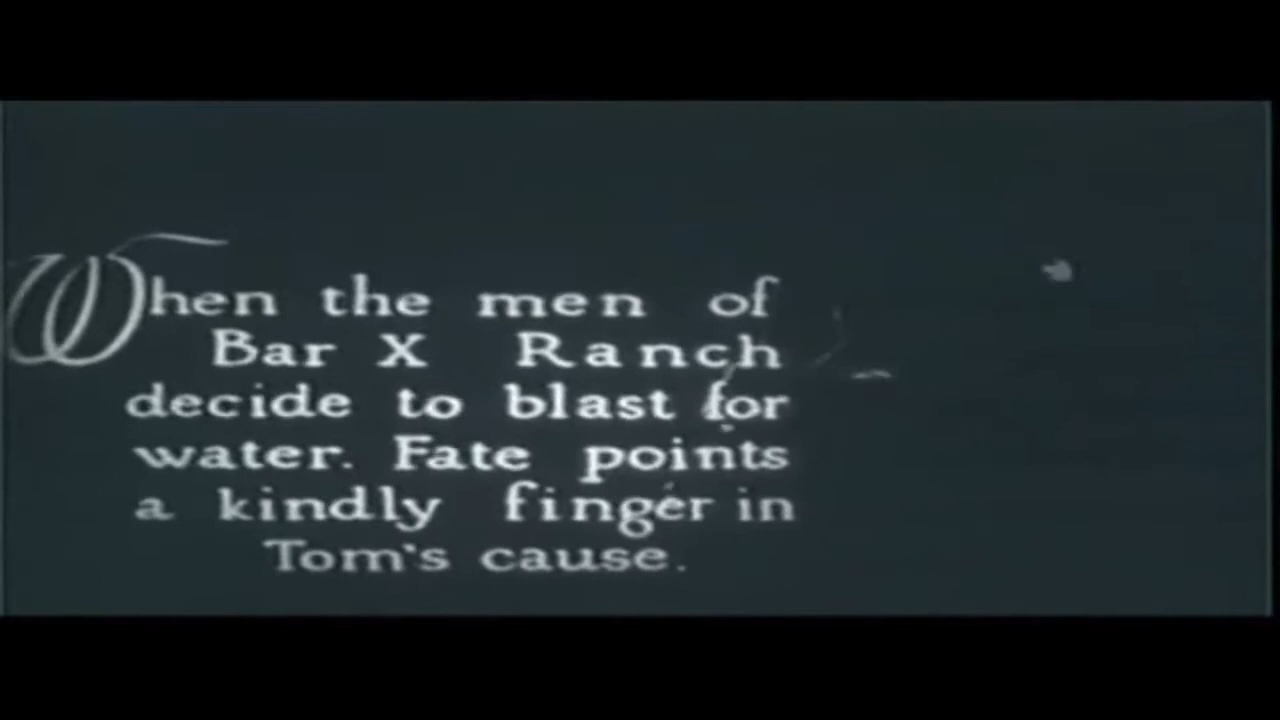 When the men of
Bar X Ranch
decide to blast for
water. Fate points
a kindly finger in
Tom's cause.